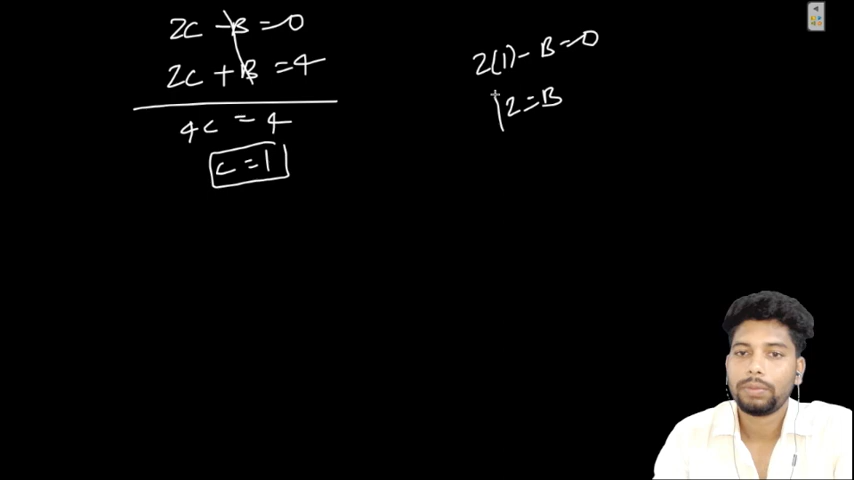 2C - B = 0
2C + B = 4
4C = 4
C = 1
2(1) - B = 0
2 = B